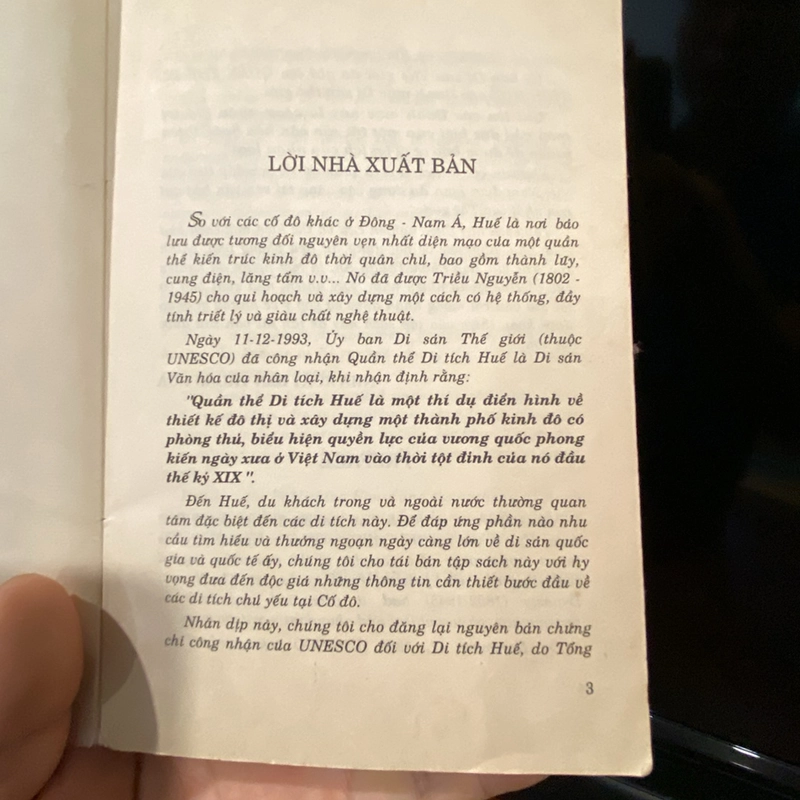 LỜI NHÀ XUẤT BẢN
So với các cố đô khác ở Đông - Nam Á, Huế là nơi bảo
lưu được tương đối nguyên vẹn nhất diện mạo của một quần
thể kiến trúc kinh đô thời quân chủ, bao gồm thành lũy,
cung điện, lăng tẩm v.v... Nó đã được Triều Nguyễn (1802 -
1945) cho qui hoạch và xây dựng một cách có hệ thống, đầy
tính triết lý và giàu chất nghệ thuật.
Ngày 11-12-1993, Ủy ban Di sản Thế giới (thuộc
UNESCO) đã công nhận Quần thể Di tích Huế là Di sản
Văn hóa của nhân loại, khi nhận định rằng:
"Quần thể Di tích Huế là một thí dụ điển hình về
thiết kế đô thị và xây dựng một thành phố kinh đô có
phòng thủ, biểu hiện quyền lực của vương quốc phong
kiến ngày xưa ở Việt Nam vào thời tột đỉnh của nó đầu
thế kỷ XIX ".
Đến Huế, du khách trong và ngoài nước thường quan
tâm đặc biệt đến các di tích này. Để đáp ứng phần nào nhu
cầu tìm hiểu và thưởng ngoạn ngày càng lớn về di sản quốc
gia và quốc tế ấy, chúng tôi cho tái bản tập sách này với hy
vọng đưa đến độc giả những thông tin cần thiết bước đầu về
các di tích chủ yếu tại Cố đô.
Nhân dịp này, chúng tôi cho đăng lại nguyên bản chứng
chỉ công nhận của UNESCO đối với Di tích Huế, do Tổng
3